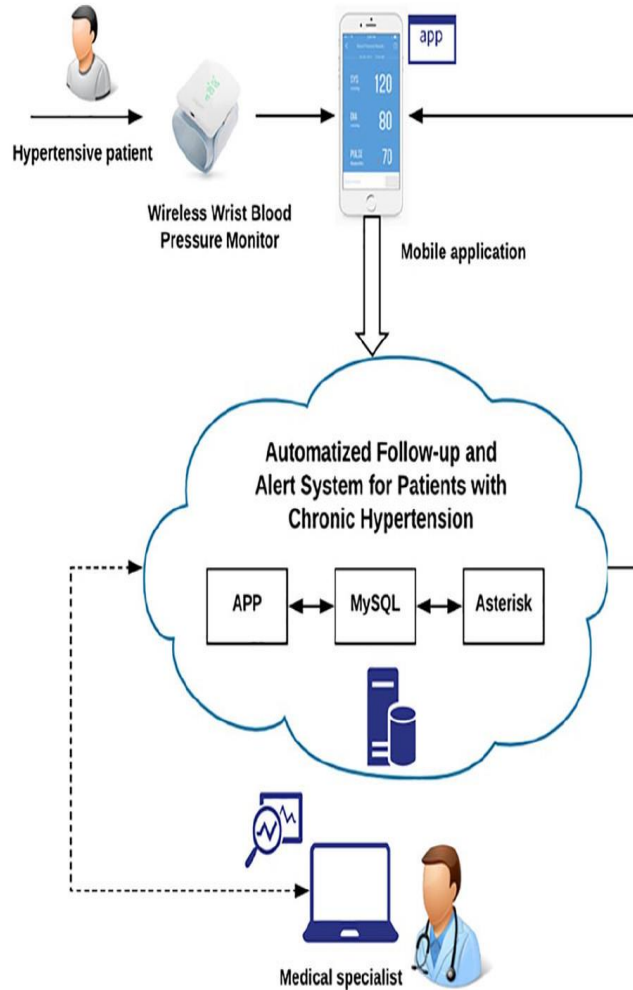 app
SYS
120
DIA
80
PULSE
70
Hypertensive patient
Wireless Wrist Blood
Pressure Monitor
Mobile application
Automatized Follow-up and
Alert System for Patients with
Chronic Hypertension
APP
MySQL
Asterisk
Medical specialist